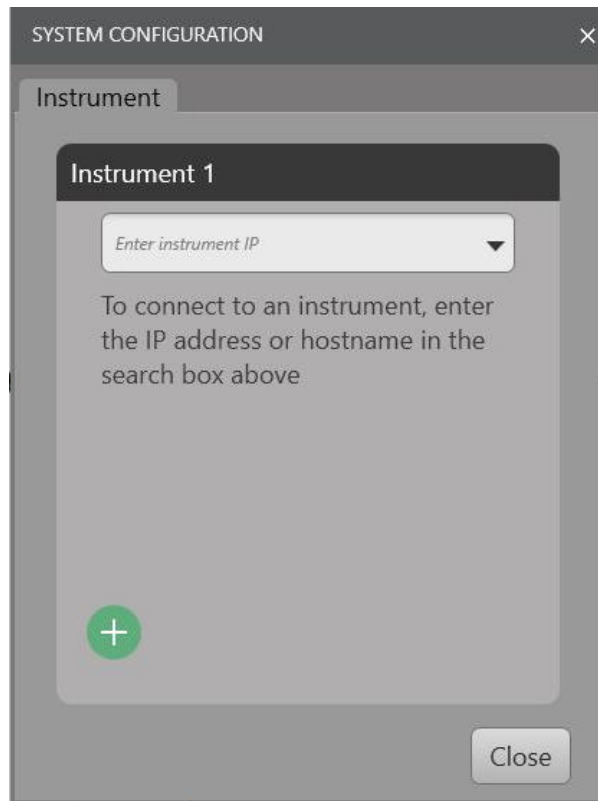 SYSTEM CONFIGURATION
Instrument
Instrument 1
Enter instrument IP
To connect to an instrument, enter
the IP address or hostname in the
search box above
Close